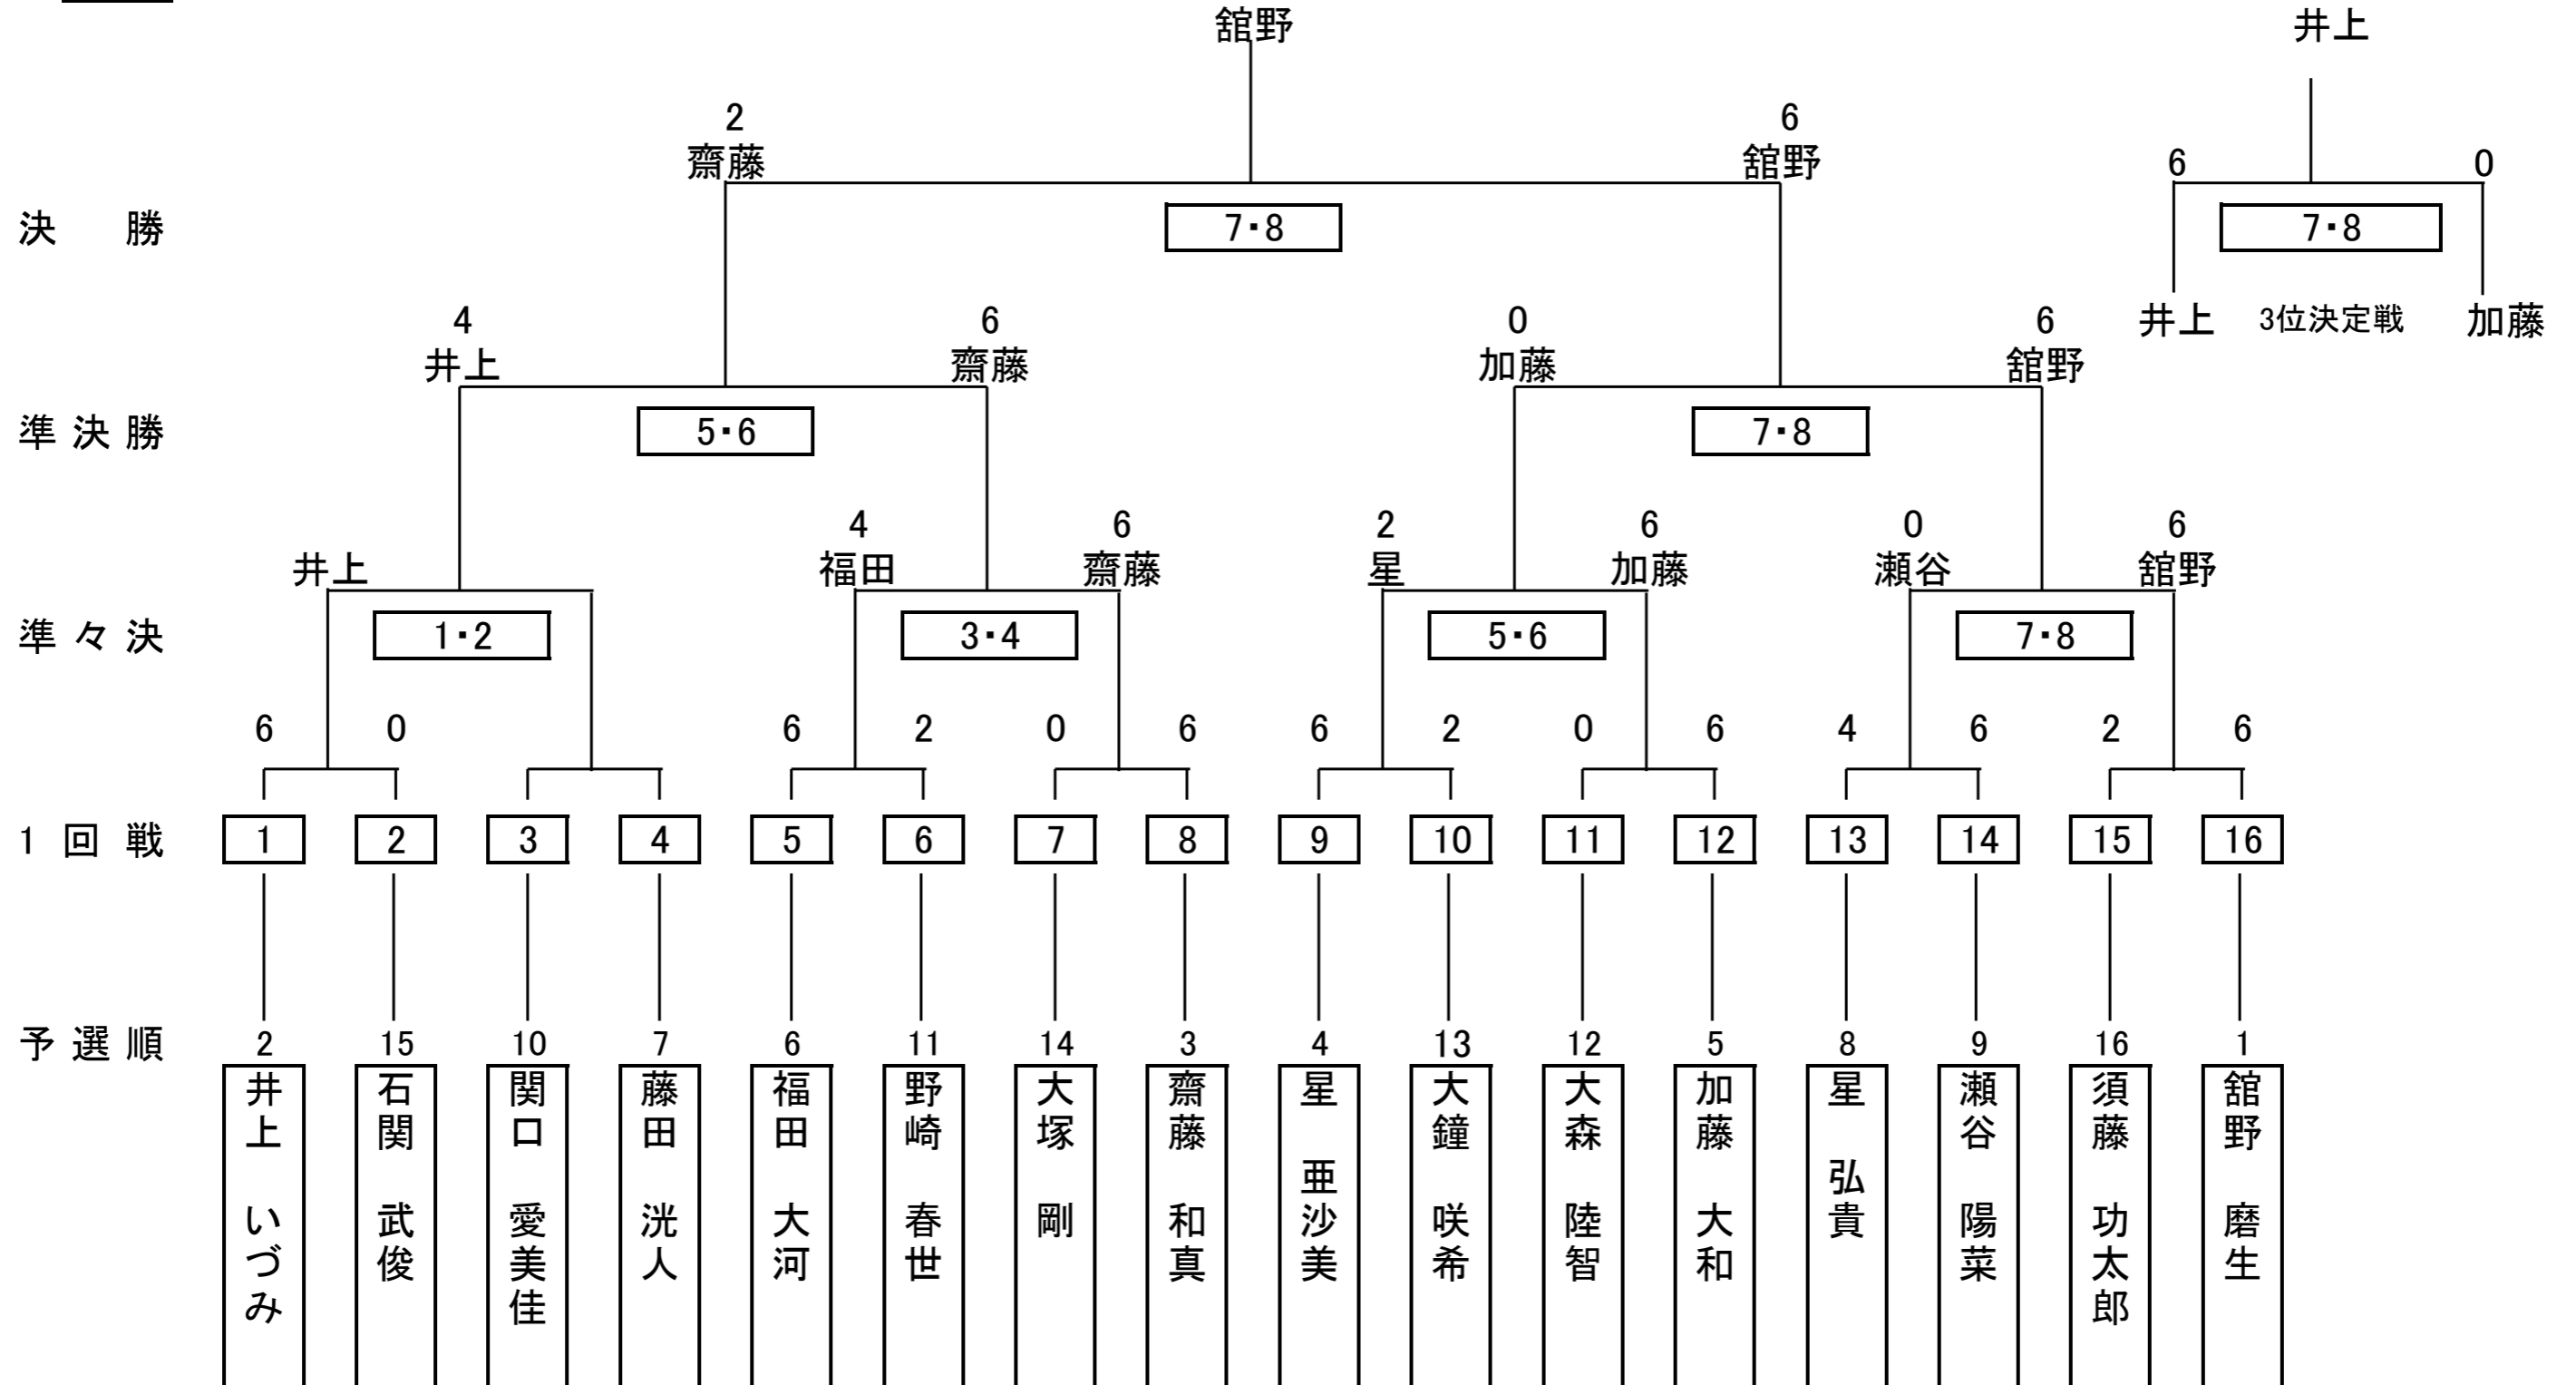 舘野 井上
2 6
齋藤 舘野 6 0
決 勝 7・8 7・8
4 6 0 6 井上 3位決定戦 加藤
井上 齋藤 加藤 舘野
準決勝 5・6 7・8
4 6 2 6 0 6
井上 福田 齋藤 星 加藤 瀬谷 舘野
準々決 1・2 3・4 5・6 7・8
6 0 6 2 0 6 6 2 0 6 4 6 2 6
1回戦 1 2 3 4 5 6 7 8 9 10 11 12 13 14 15 16
予選順 2 15 10 7 6 11 14 3 4 13 12 5 8 9 16 1
井上 いづみ
石関 武俊
関口 愛美佳
藤田 洸人
福田 大河
野崎 春世
大塚 剛
齋藤 和真
星 亜沙美
大鐘 咲希
大森 陸智
加藤 大和
星 弘貴
瀬谷 陽菜
須藤 功太郎
舘野 磨生